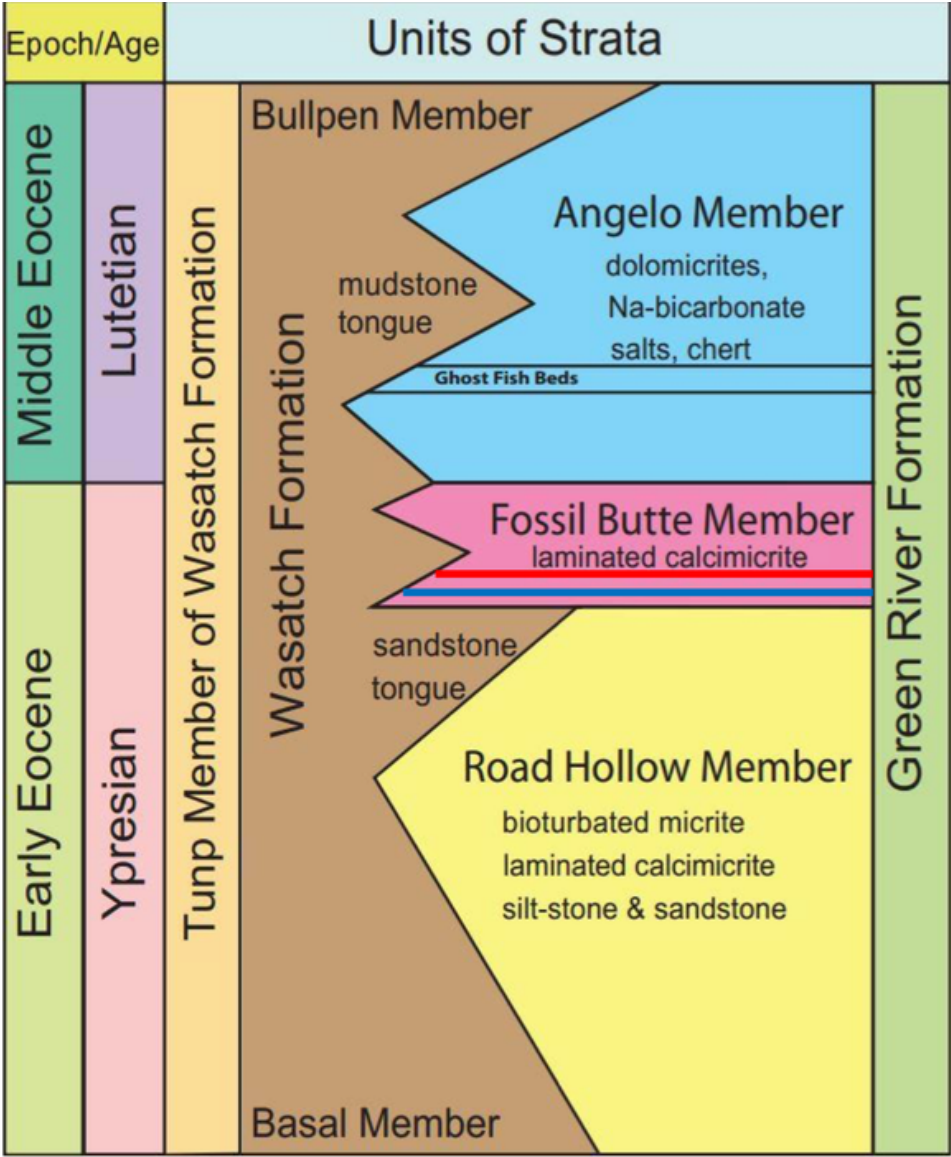 Epoch/Age
Units of Strata
Middle Eocene
Lutetian
Early Eocene
Ypresian
Tunp Member of Wasatch Formation
Wasatch Formation
Bullpen Member
mudstone
tongue
sandstone
tongue
Basal Member
Angelo Member
dolomicrites,
Na-bicarbonate
salts, chert
Ghost Fish Beds
Fossil Butte Member
laminated calcimicrite
Road Hollow Member
bioturbated micrite
laminated calcimicrite
silt-stone & sandstone
Green River Formation